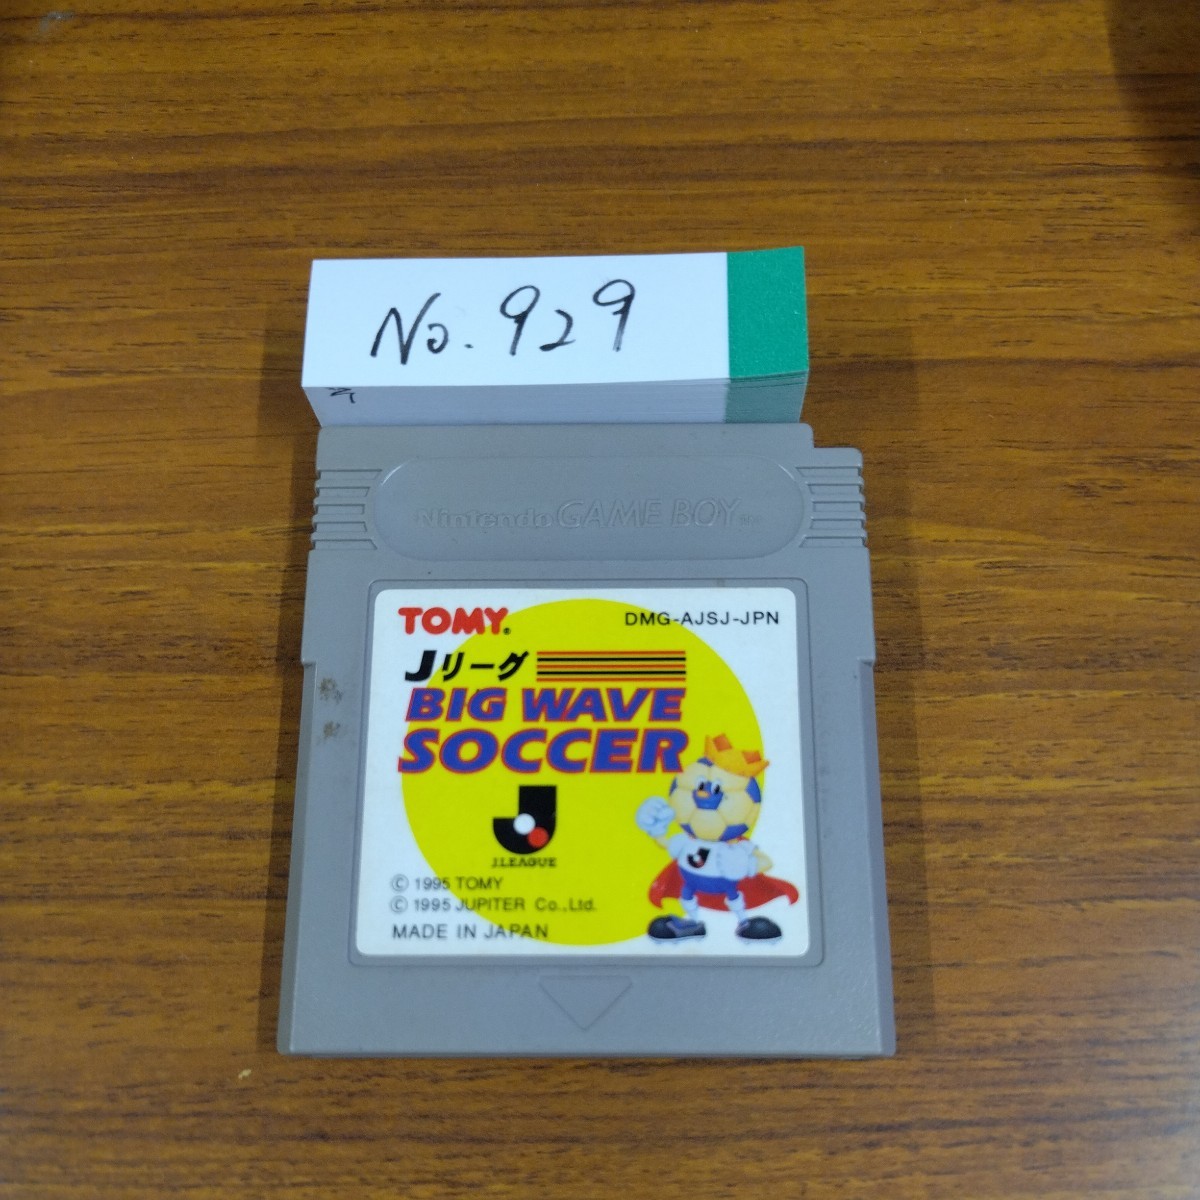 No. 929
Nintendo GAME BOY TM
TOMY®
DMG-AJSJ-JPN
Jリーグ
BIG WAVE
SOCCER
J.LEAGUE
© 1995 TOMY
© 1995 JUPITER Co.,Ltd.
MADE IN JAPAN